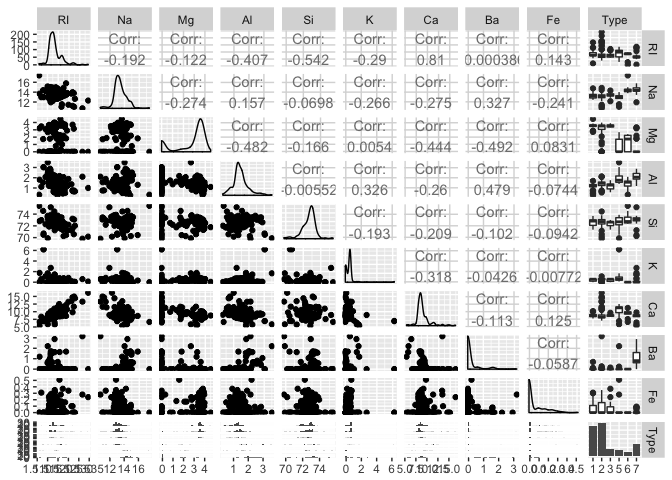 RI Na Mg Al Si K Ca Ba Fe Type
200 150 100 50 0
Corr: Corr: Corr: Corr: Corr: Corr: Corr: Corr:
-0.192 -0.122 -0.407 -0.542 -0.29 0.81 0.143
RI
16 14 12
Corr: Corr: Corr: Corr: Corr: Corr: Corr:
-0.274 0.157 -0.0698 -0.266 -0.275 0.327 -0.241
Na
4 3 2 1 0
Corr: Corr: Corr: Corr: Corr: Corr:
-0.482 -0.166 0.0054 -0.444 -0.492 0.0831
Mg
3 2 1
Corr: Corr: Corr: Corr: Corr:
-0.00552 0.326 -0.26 0.479 -0.0744
Al
74 72 70
Corr: Corr: Corr: Corr:
-0.193 -0.209 -0.102 -0.0942
Si
6 4 2 0
Corr: Corr: Corr:
-0.318 -0.0426 -0.00772
K
15.0 12.5 10.0 7.5 5.0
Corr: Corr:
-0.113 0.125
Ca
3 2 1 0
Corr:
-0.0587
Ba
0.5 0.4 0.3 0.2 0.1 0.0
Fe
Type
12 14 16 0 1 2 3 4 1 2 3 70 72 74 0 2 4 6 0 1 2 3 1 2 3 5 6 7